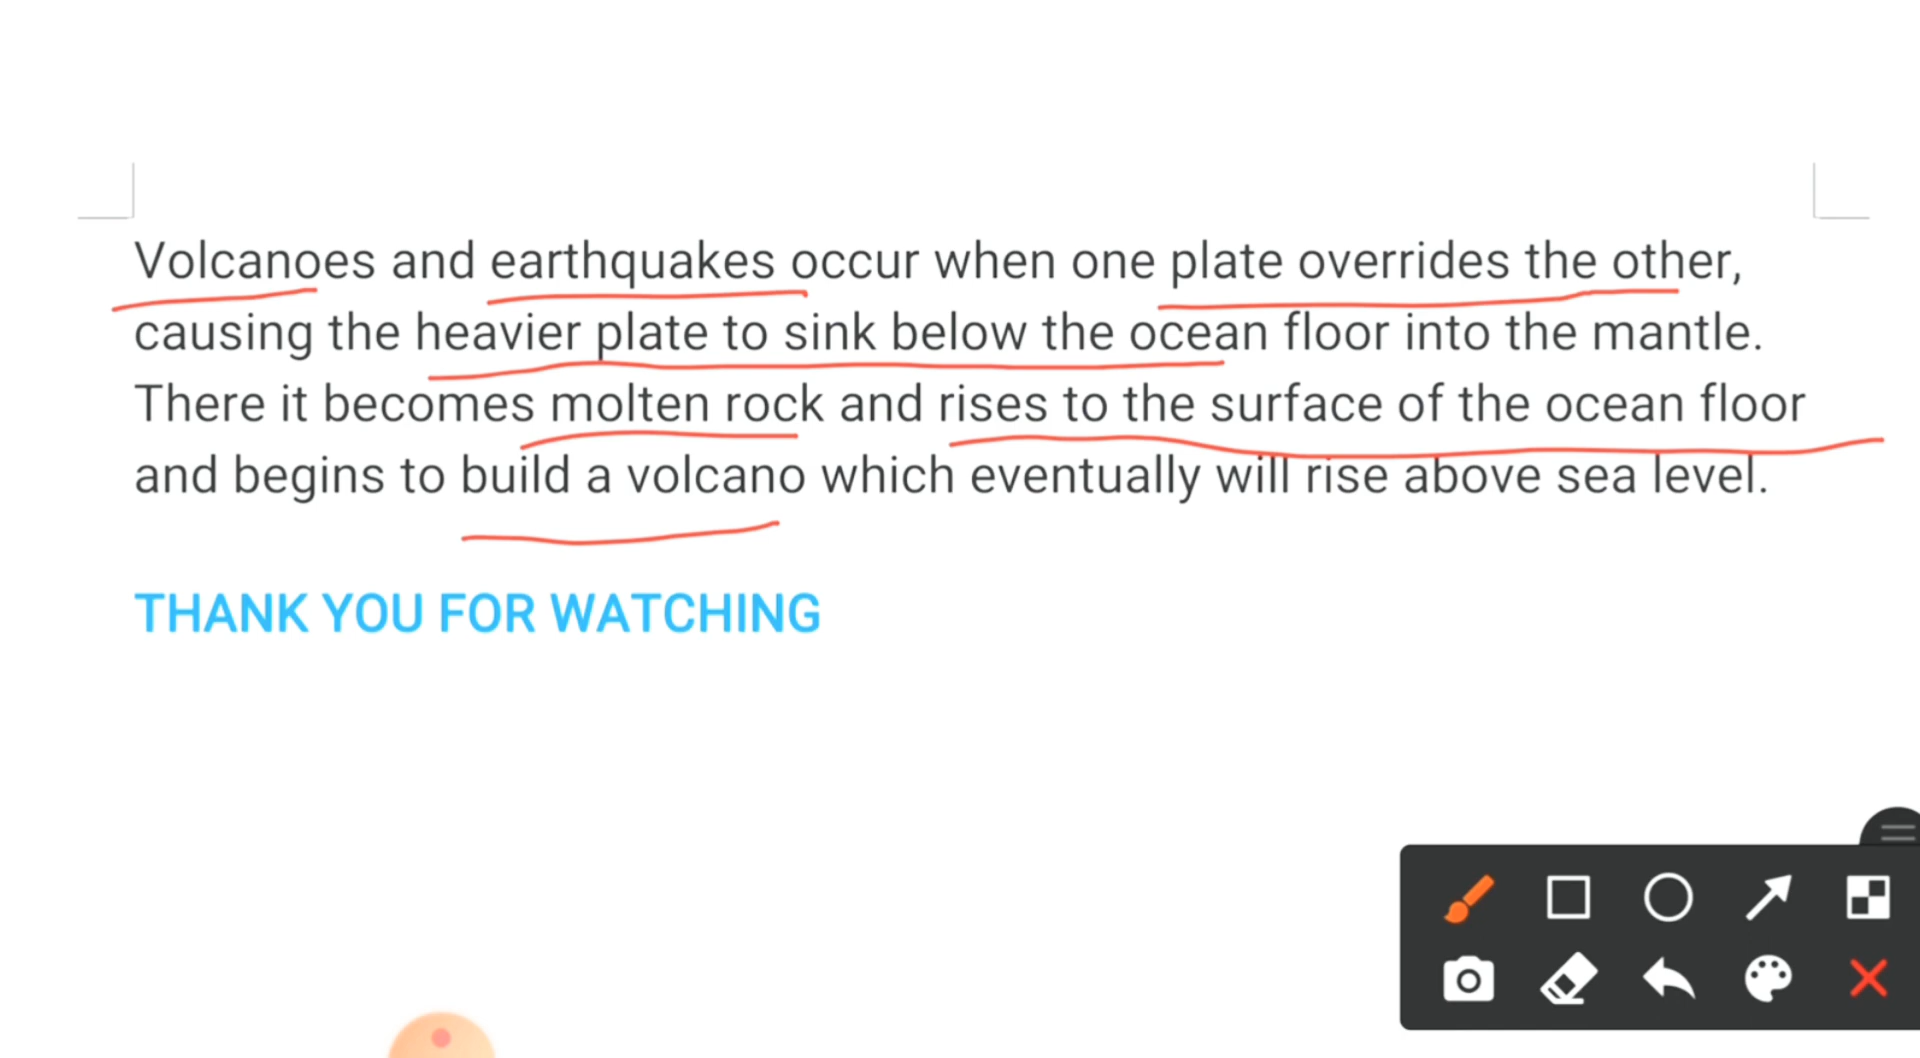 Volcanoes and earthquakes occur when one plate overrides the other,
causing the heavier plate to sink below the ocean floor into the mantle.
There it becomes molten rock and rises to the surface of the ocean floor
and begins to build a volcano which eventually will rise above sea level.
THANK YOU FOR WATCHING